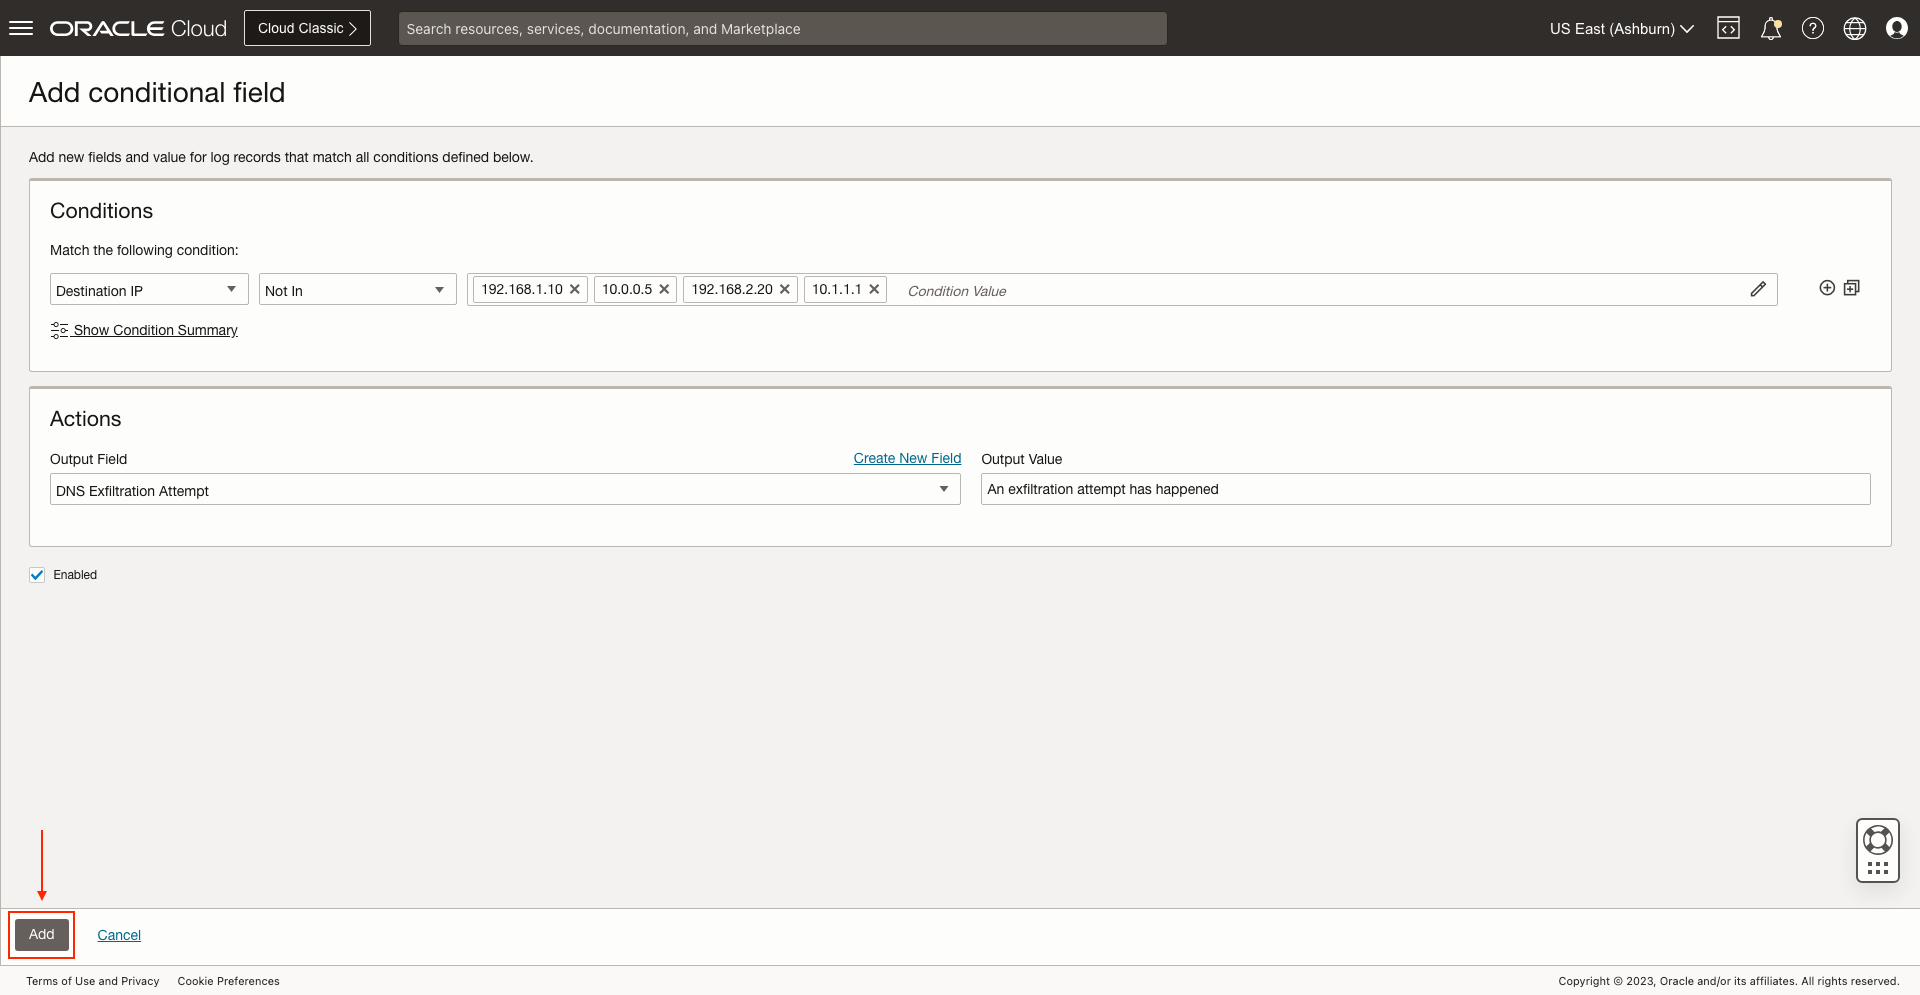 ORACLE Cloud
Cloud Classic
Search resources, services, documentation, and Marketplace
US East (Ashburn)
Add conditional field
Add new fields and value for log records that match all conditions defined below.
Conditions
Match the following condition:
Destination IP
Not In
192.168.1.10
10.0.0.5
192.168.2.20
10.1.1.1
Condition Value
Show Condition Summary
Actions
Output Field
Create New Field
Output Value
DNS Exfiltration Attempt
An exfiltration attempt has happened
Enabled
Add
Cancel
Terms of Use and Privacy
Cookie Preferences
Copyright © 2023, Oracle and/or its affiliates. All rights reserved.